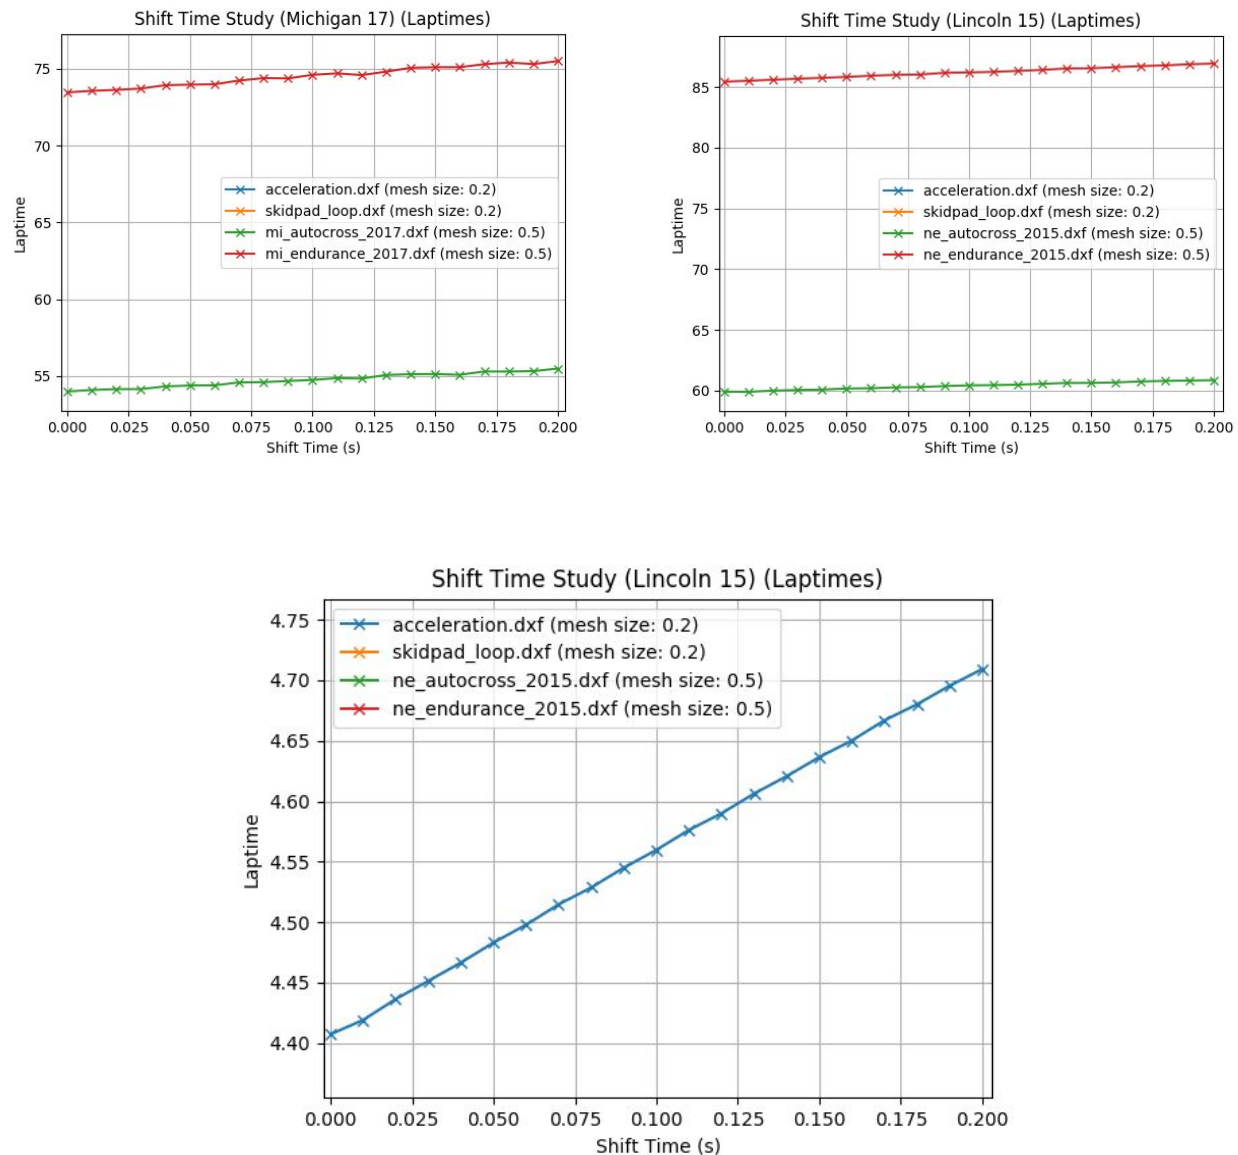 Shift Time Study (Michigan 17) (Laptimes)
75
70
65
60
55
Laptime
acceleration.dxf (mesh size: 0.2)
skidpad_loop.dxf (mesh size: 0.2)
mi_autocross_2017.dxf (mesh size: 0.5)
mi_endurance_2017.dxf (mesh size: 0.5)
0.000 0.025 0.050 0.075 0.100 0.125 0.150 0.175 0.200
Shift Time (s)
Shift Time Study (Lincoln 15) (Laptimes)
85
80
75
70
65
60
Laptime
acceleration.dxf (mesh size: 0.2)
skidpad_loop.dxf (mesh size: 0.2)
ne_autocross_2015.dxf (mesh size: 0.5)
ne_endurance_2015.dxf (mesh size: 0.5)
0.000 0.025 0.050 0.075 0.100 0.125 0.150 0.175 0.200
Shift Time (s)
Shift Time Study (Lincoln 15) (Laptimes)
4.75
4.70
4.65
4.60
4.55
4.50
4.45
4.40
Laptime
acceleration.dxf (mesh size: 0.2)
skidpad_loop.dxf (mesh size: 0.2)
ne_autocross_2015.dxf (mesh size: 0.5)
ne_endurance_2015.dxf (mesh size: 0.5)
0.000 0.025 0.050 0.075 0.100 0.125 0.150 0.175 0.200
Shift Time (s)